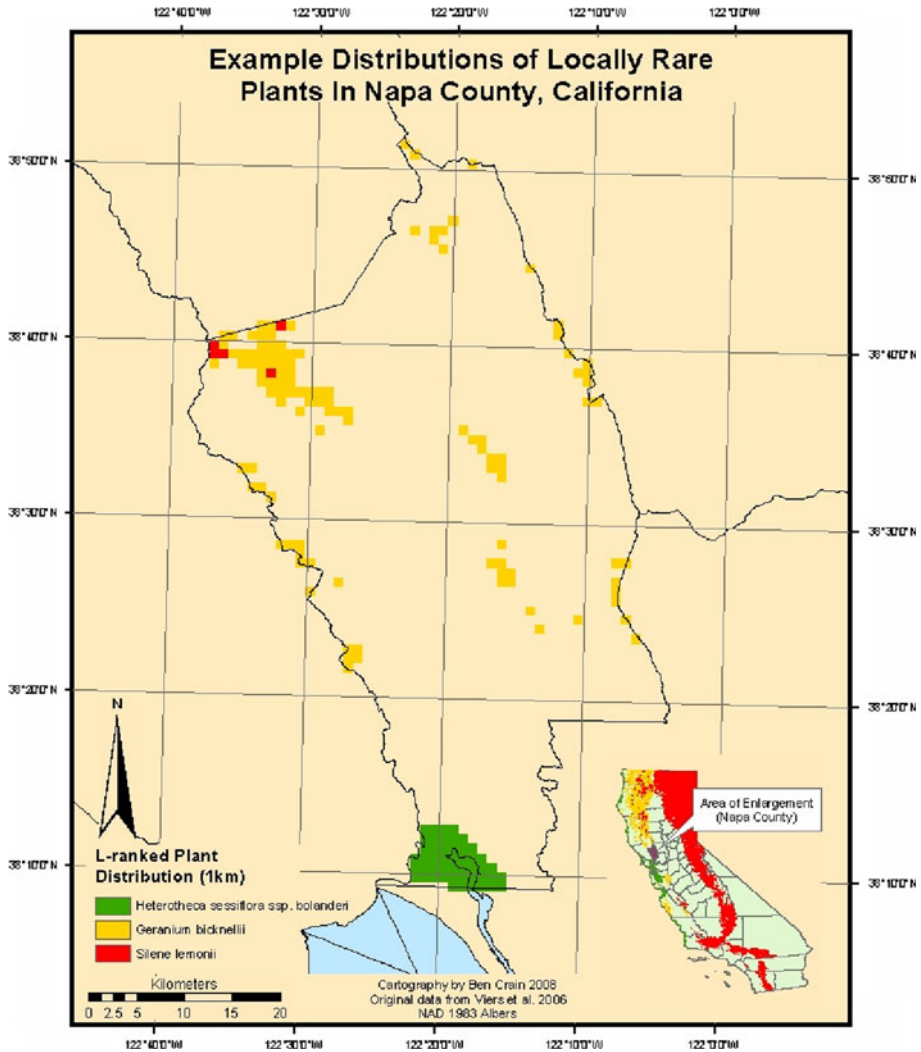 122°40'0"W 122°30'0"W 122°20'0"W 122°10'0"W 122°0'0"W
Example Distributions of Locally Rare
Plants In Napa County, California
38°50'0"N 38°50'0"N
38°40'0"N 38°40'0"N
38°30'0"N 38°30'0"N
38°20'0"N 38°20'0"N
N
Area of Enlargement
(Napa County)
38°10'0"N 38°10'0"N
L-ranked Plant
Distribution (1km)
Heterotheca sessiflora ssp. bolanderi
Geranium bicknellii
Silene lemonii
Kilometers
0 2.5 5 10 15 20
Cartography by Ben Crain 2008
Original data from Viers et al. 2006
NAD 1983 Albers
122°40'0"W 122°30'0"W 122°20'0"W 122°10'0"W 122°0'0"W